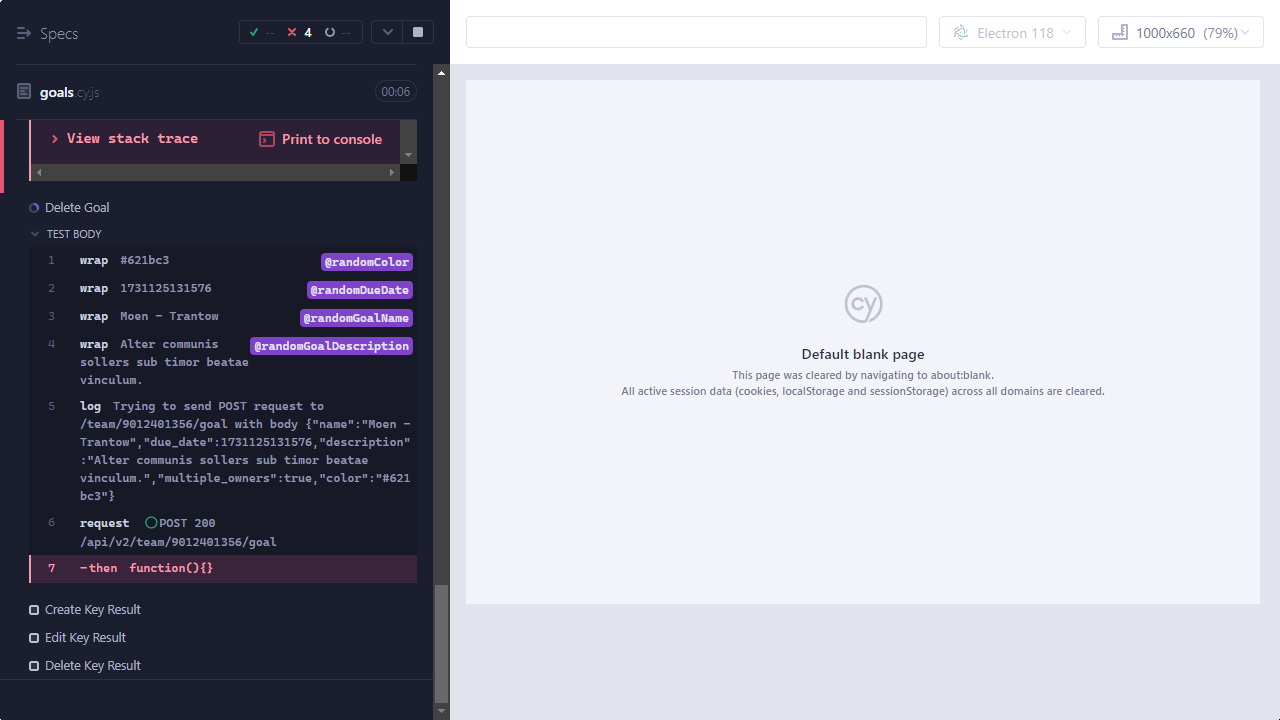 Specs
--
4
--
Electron 118
1000x660 (79%)
goals.cy.js
00:06
View stack trace
Print to console
Delete Goal
TEST BODY
1 wrap #621bc3 @randomColor
2 wrap 1731125131576 @randomDueDate
3 wrap Moen - Trantow @randomGoalName
4 wrap Alter communis @randomGoalDescription
sollers sub timor beatae
vinculum.
5 log Trying to send POST request to
/team/9012401356/goal with body {"name":"Moen -
Trantow","due_date":1731125131576,"description"
:"Alter communis sollers sub timor beatae
vinculum.","multiple_owners":true,"color":"#621
bc3"}
6 request POST 200
/api/v2/team/9012401356/goal
7 -then function(){}
Create Key Result
Edit Key Result
Delete Key Result
cy
Default blank page
This page was cleared by navigating to about:blank.
All active session data (cookies, localStorage and sessionStorage) across all domains are cleared.